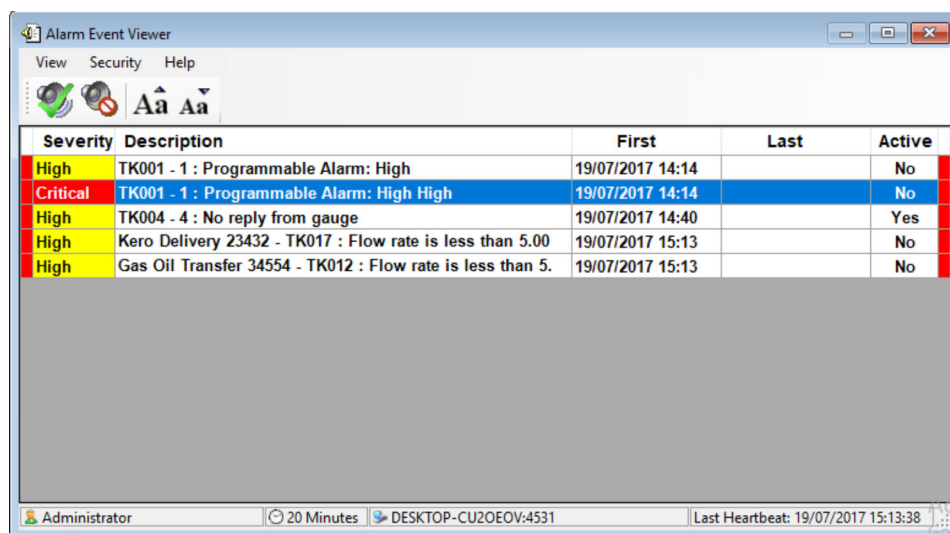 Alarm Event Viewer
View Security Help
Aa Aa
Severity Description First Last Active
High TK001 - 1 : Programmable Alarm: High 19/07/2017 14:14 No
Critical TK001 - 1 : Programmable Alarm: High High 19/07/2017 14:14 No
High TK004 - 4 : No reply from gauge 19/07/2017 14:40 Yes
High Kero Delivery 23432 - TK017 : Flow rate is less than 5.00 19/07/2017 15:13 No
High Gas Oil Transfer 34554 - TK012 : Flow rate is less than 5. 19/07/2017 15:13 No
Administrator 20 Minutes DESKTOP-CU2OEOV:4531 Last Heartbeat: 19/07/2017 15:13:38